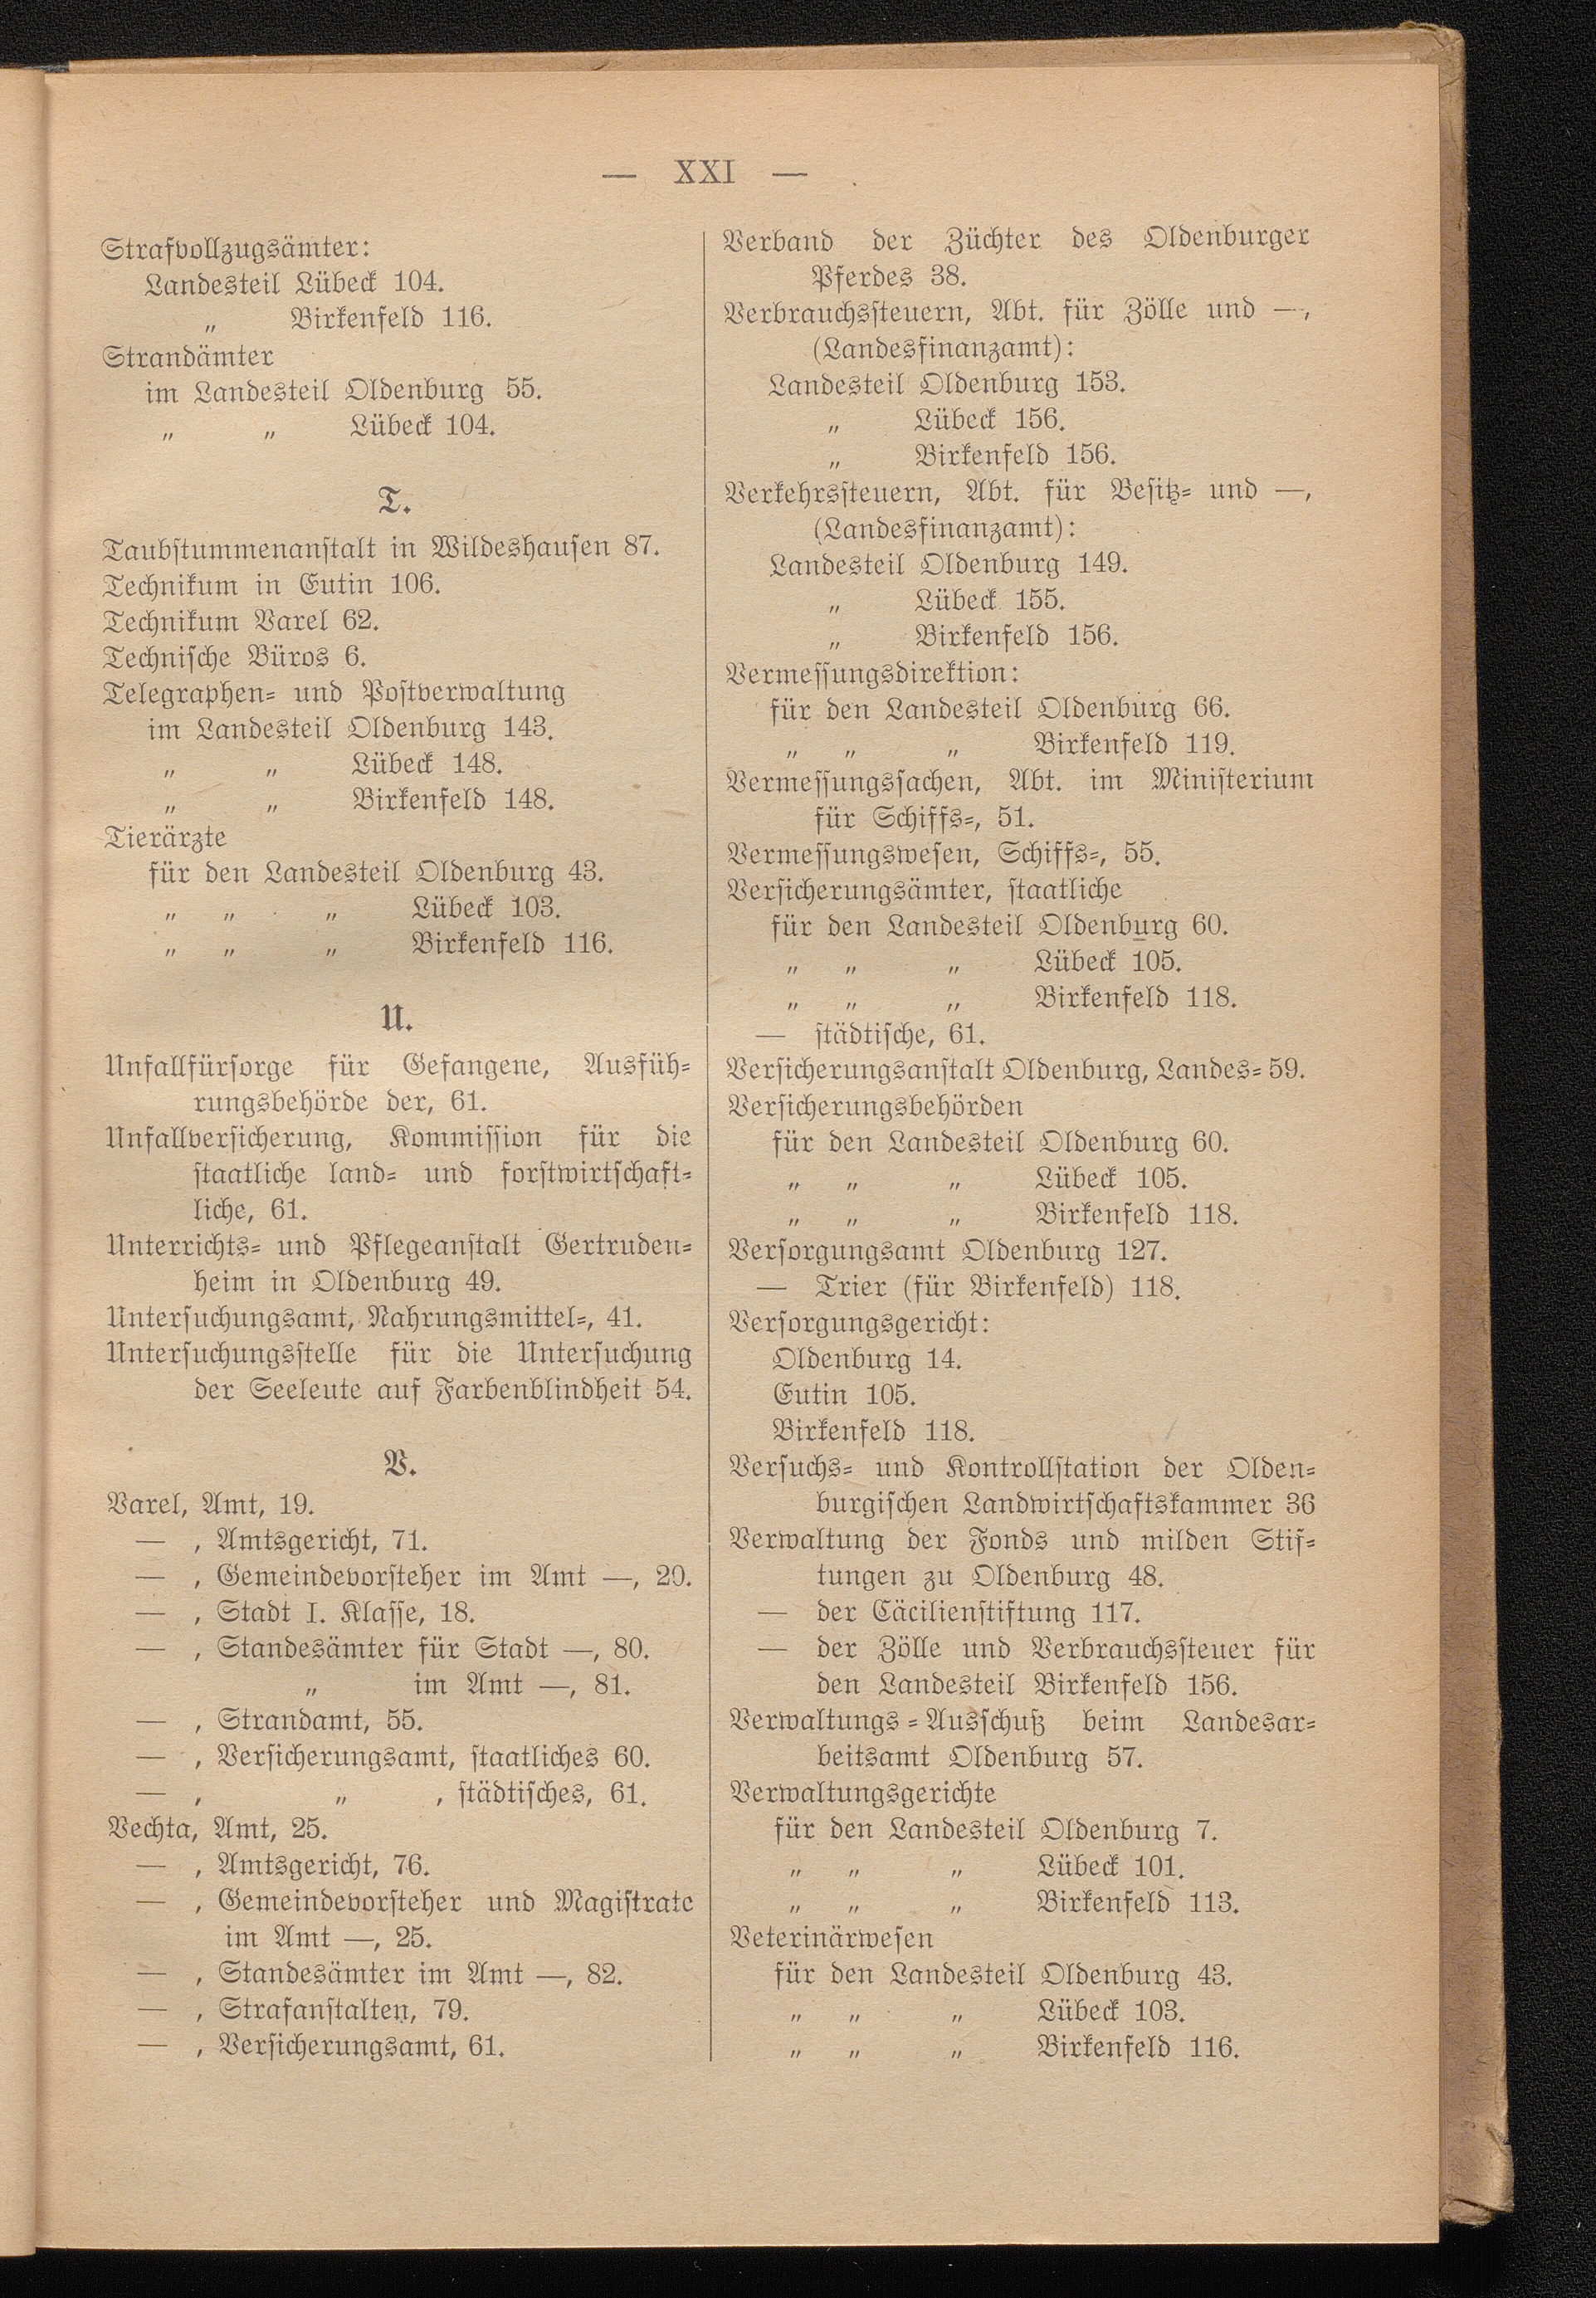 — XXI —
Strafvollzugsämter:
Landesteil Lübeck 104.
„ Birkenfeld 116.
Strandämter
im Landesteil Oldenburg 55.
„ „ Lübeck 104.
T.
Taubstummenanstalt in Wildeshausen 87.
Technikum in Eutin 106.
Technikum Varel 62.
Technische Büros 6.
Telegraphen- und Postverwaltung
im Landesteil Oldenburg 143.
„ „ Lübeck 148.
„ „ Birkenfeld 148.
Tierärzte
für den Landesteil Oldenburg 43.
„ „ „ Lübeck 103.
„ „ „ Birkenfeld 116.
U.
Unfallfürsorge für Gefangene, Ausfüh-
rungsbehörde der, 61.
Unfallversicherung, Kommission für die
staatliche land- und forstwirtschaft-
liche, 61.
Unterrichts- und Pflegeanstalt Gertruden-
heim in Oldenburg 49.
Untersuchungsamt, Nahrungsmittel-, 41.
Untersuchungsstelle für die Untersuchung
der Seeleute auf Farbenblindheit 54.
V.
Varel, Amt, 19.
— , Amtsgericht, 71.
— , Gemeindevorsteher im Amt —, 20.
— , Stadt I. Klasse, 18.
— , Standesämter für Stadt —, 80.
„ im Amt —, 81.
— , Strandamt, 55.
— , Versicherungsamt, staatliches 60.
— , „ , städtisches, 61.
Vechta, Amt, 25.
— , Amtsgericht, 76.
— , Gemeindevorsteher und Magistrate
im Amt —, 25.
— , Standesämter im Amt —, 82.
— , Strafanstalten, 79.
— , Versicherungsamt, 61.
Verband der Züchter des Oldenburger
Pferdes 38.
Verbrauchssteuern, Abt. für Zölle und —,
(Landesfinanzamt):
Landesteil Oldenburg 153.
„ Lübeck 156.
„ Birkenfeld 156.
Verkehrssteuern, Abt. für Besitz- und —,
(Landesfinanzamt):
Landesteil Oldenburg 149.
„ Lübeck 155.
„ Birkenfeld 156.
Vermessungsdirektion:
für den Landesteil Oldenburg 66.
„ „ „ Birkenfeld 119.
Vermessungssachen, Abt. im Ministerium
für Schiffs-, 51.
Vermessungswesen, Schiffs-, 55.
Versicherungsämter, staatliche
für den Landesteil Oldenburg 60.
„ „ „ Lübeck 105.
„ „ „ Birkenfeld 118.
— städtische, 61.
Versicherungsanstalt Oldenburg, Landes- 59.
Versicherungsbehörden
für den Landesteil Oldenburg 60.
„ „ „ Lübeck 105.
„ „ „ Birkenfeld 118.
Versorgungsamt Oldenburg 127.
— Trier (für Birkenfeld) 118.
Versorgungsgericht:
Oldenburg 14.
Eutin 105.
Birkenfeld 118.
Versuchs- und Kontrollstation der Olden-
burgischen Landwirtschaftskammer 36
Verwaltung der Fonds und milden Stif-
tungen zu Oldenburg 48.
— der Cäcilienstiftung 117.
— der Zölle und Verbrauchssteuer für
den Landesteil Birkenfeld 156.
Verwaltungs-Ausschuß beim Landesar-
beitsamt Oldenburg 57.
Verwaltungsgerichte
für den Landesteil Oldenburg 7.
„ „ „ Lübeck 101.
„ „ „ Birkenfeld 113.
Veterinärwesen
für den Landesteil Oldenburg 43.
„ „ „ Lübeck 103.
„ „ „ Birkenfeld 116.